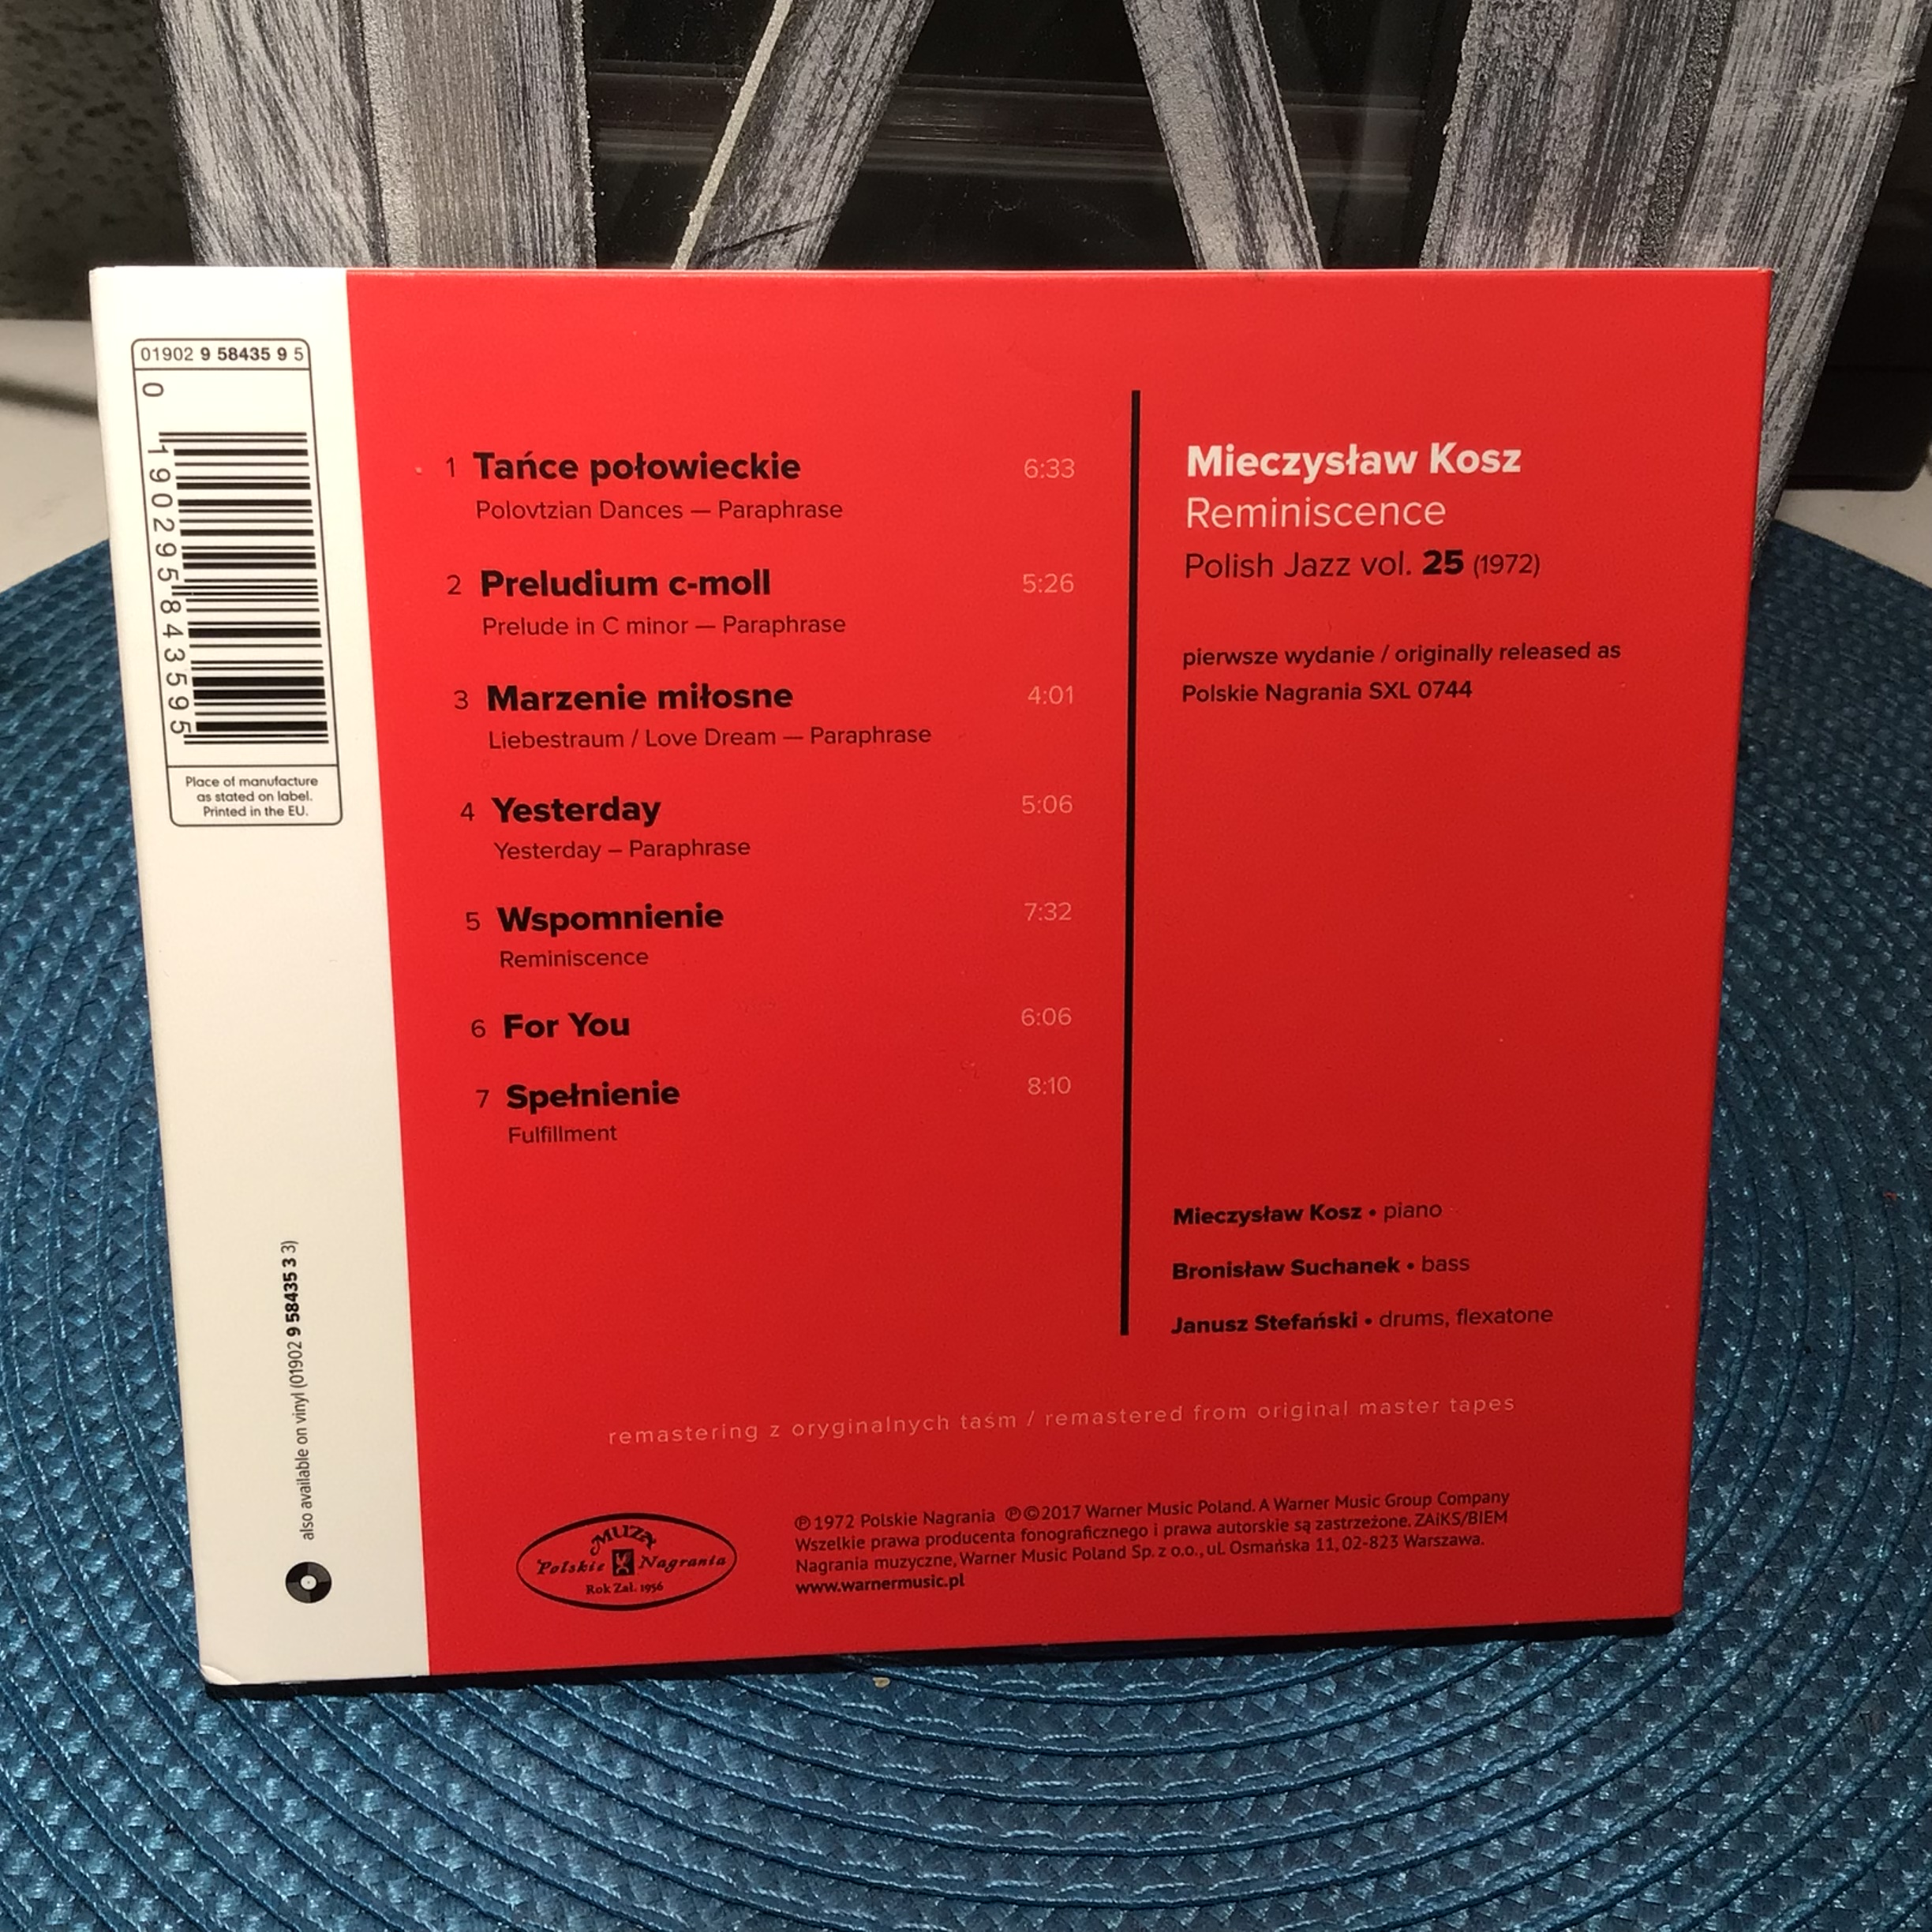 01902 9 58435 9 5
0 190295 843595
Place of manufacture
as stated on label.
Printed in the EU.
also available on vinyl (01902 9 58435 3 3)
1 Tańce połowieckie 6:33
Polovtzian Dances — Paraphrase
2 Preludium c-moll 5:26
Prelude in C minor — Paraphrase
3 Marzenie miłosne 4:01
Liebestraum / Love Dream — Paraphrase
4 Yesterday 5:06
Yesterday – Paraphrase
5 Wspomnienie 7:32
Reminiscence
6 For You 6:06
7 Spełnienie 8:10
Fulfillment
Mieczysław Kosz
Reminiscence
Polish Jazz vol. 25 (1972)
pierwsze wydanie / originally released as
Polskie Nagrania SXL 0744
Mieczysław Kosz • piano
Bronisław Suchanek • bass
Janusz Stefański • drums, flexatone
remastering z oryginalnych taśm / remastered from original master tapes
MUZA
Polskie Nagrania
Rok Zał. 1956
℗1972 Polskie Nagrania ℗©2017 Warner Music Poland. A Warner Music Group Company
Wszelkie prawa producenta fonograficznego i prawa autorskie są zastrzeżone. ZAiKS/BIEM
Nagrania muzyczne, Warner Music Poland Sp. z o.o., ul. Osmańska 11, 02-823 Warszawa.
www.warnermusic.pl